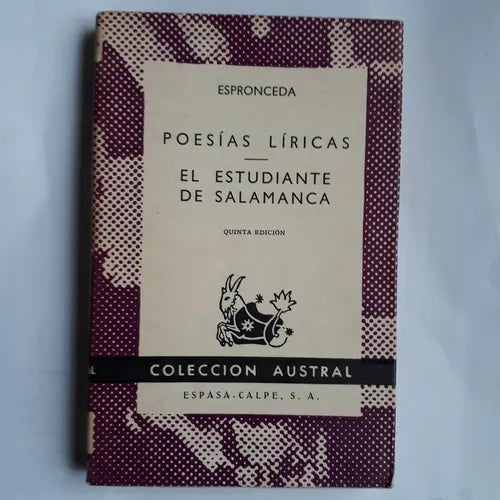 ESPRONCEDA
POESÍAS LÍRICAS
EL ESTUDIANTE
DE SALAMANCA
QUINTA EDICIÓN
L
COLECCION AUSTRAL
ESPASA-CALPE, S. A.